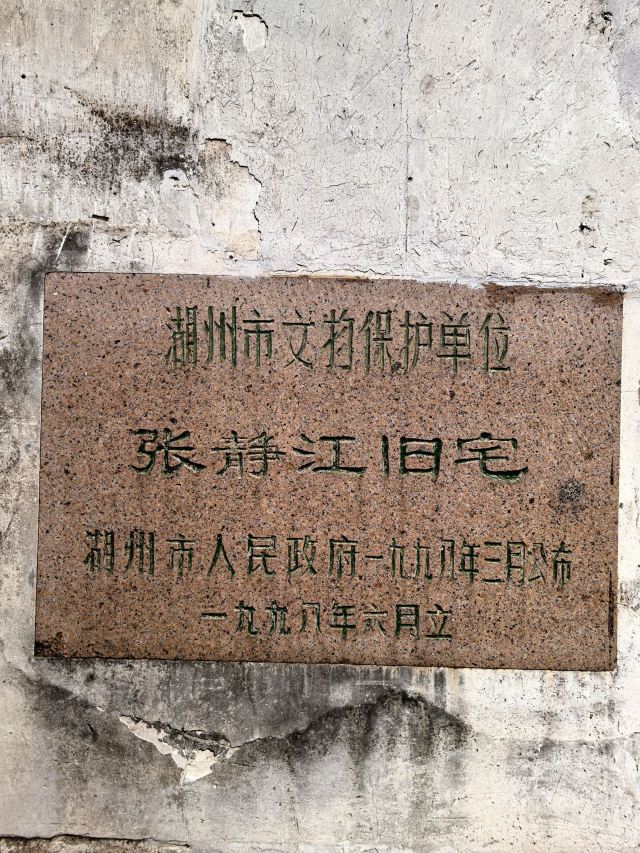 湖州市文物保护单位
张静江旧宅
湖州市人民政府一九九八年三月公布
一九九八年六月立